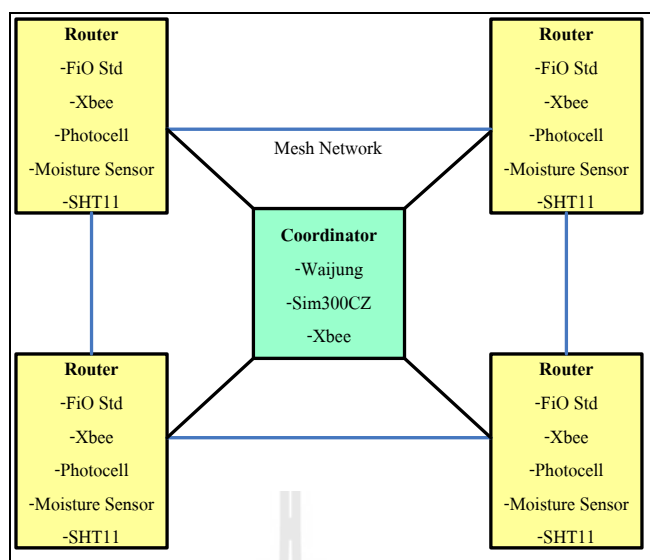 Router
-FiO Std
-Xbee
-Photocell
-Moisture Sensor
-SHT11
Router
-FiO Std
-Xbee
-Photocell
-Moisture Sensor
-SHT11
Mesh Network
Coordinator
-Waijung
-Sim300CZ
-Xbee
Router
-FiO Std
-Xbee
-Photocell
-Moisture Sensor
-SHT11
Router
-FiO Std
-Xbee
-Photocell
-Moisture Sensor
-SHT11